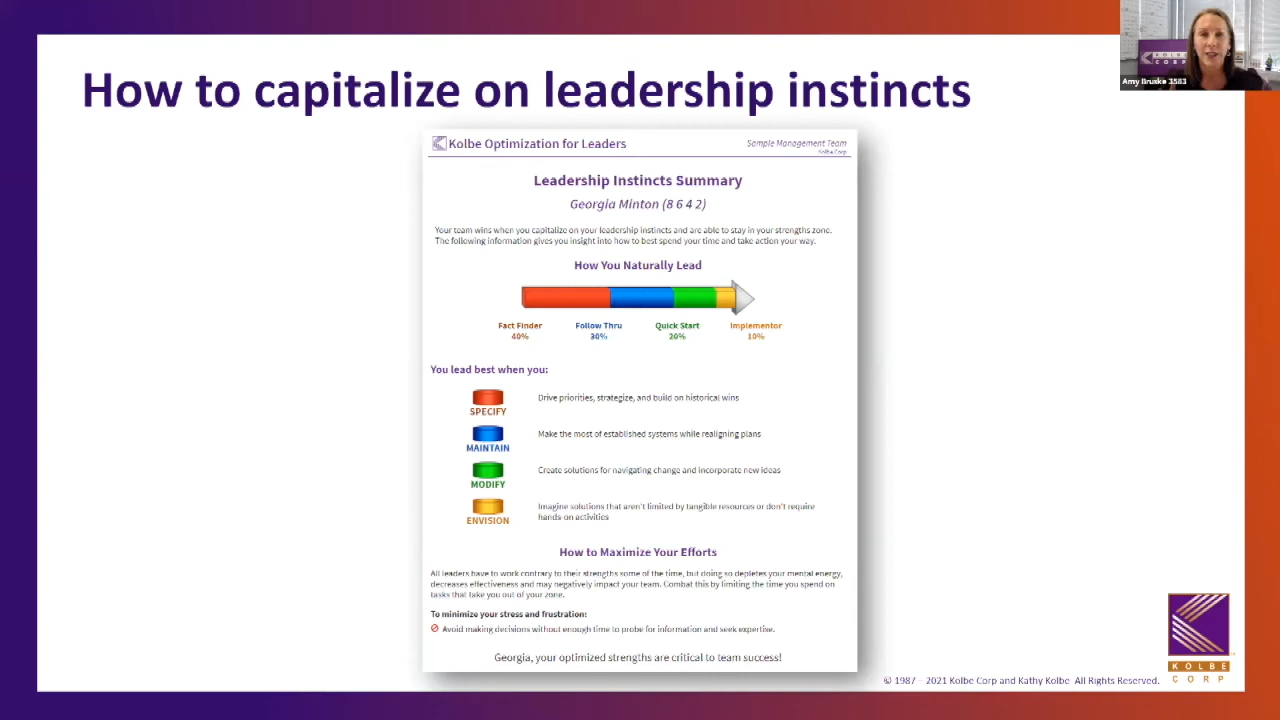 How to capitalize on leadership instincts
KOLBE
CORP
Amy Bruske 3583
Kolbe Optimization for Leaders
Sample Management Team
Kolbe Corp
Leadership Instincts Summary
Georgia Minton (8 6 4 2)
Your team wins when you capitalize on your leadership instincts and are able to stay in your strengths zone.
The following information gives you insight into how to best spend your time and take action your way.
How You Naturally Lead
Fact Finder Follow Thru Quick Start Implementor
40% 30% 20% 10%
You lead best when you:
SPECIFY
Drive priorities, strategize, and build on historical wins
MAINTAIN
Make the most of established systems while realigning plans
MODIFY
Create solutions for navigating change and incorporate new ideas
ENVISION
Imagine solutions that aren't limited by tangible resources or don't require
hands-on activities
How to Maximize Your Efforts
All leaders have to work contrary to their strengths some of the time, but doing so depletes your mental energy,
decreases effectiveness and may negatively impact your team. Combat this by limiting the time you spend on
tasks that take you out of your zone.
To minimize your stress and frustration:
Avoid making decisions without enough time to probe for information and seek expertise.
Georgia, your optimized strengths are critical to team success!
KOLBE
CORP
© 1987 – 2021 Kolbe Corp and Kathy Kolbe All Rights Reserved.